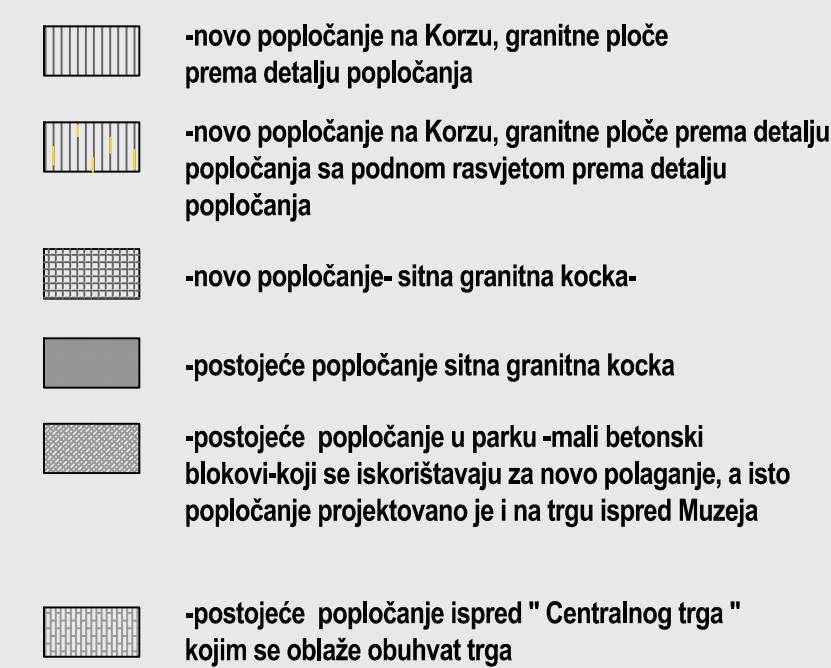 -novo popločanje na Korzu, granitne ploče
prema detalju popločanja
-novo popločanje na Korzu, granitne ploče prema detalju
popločanja sa podnom rasvjetom prema detalju
popločanja
-novo popločanje- sitna granitna kocka-
-postojeće popločanje sitna granitna kocka
-postojeće  popločanje u parku -mali betonski
blokovi-koji se iskorištavaju za novo polaganje, a isto
popločanje projektovano je i na trgu ispred Muzeja
-postojeće  popločanje ispred " Centralnog trga "
kojim se oblaže obuhvat trga